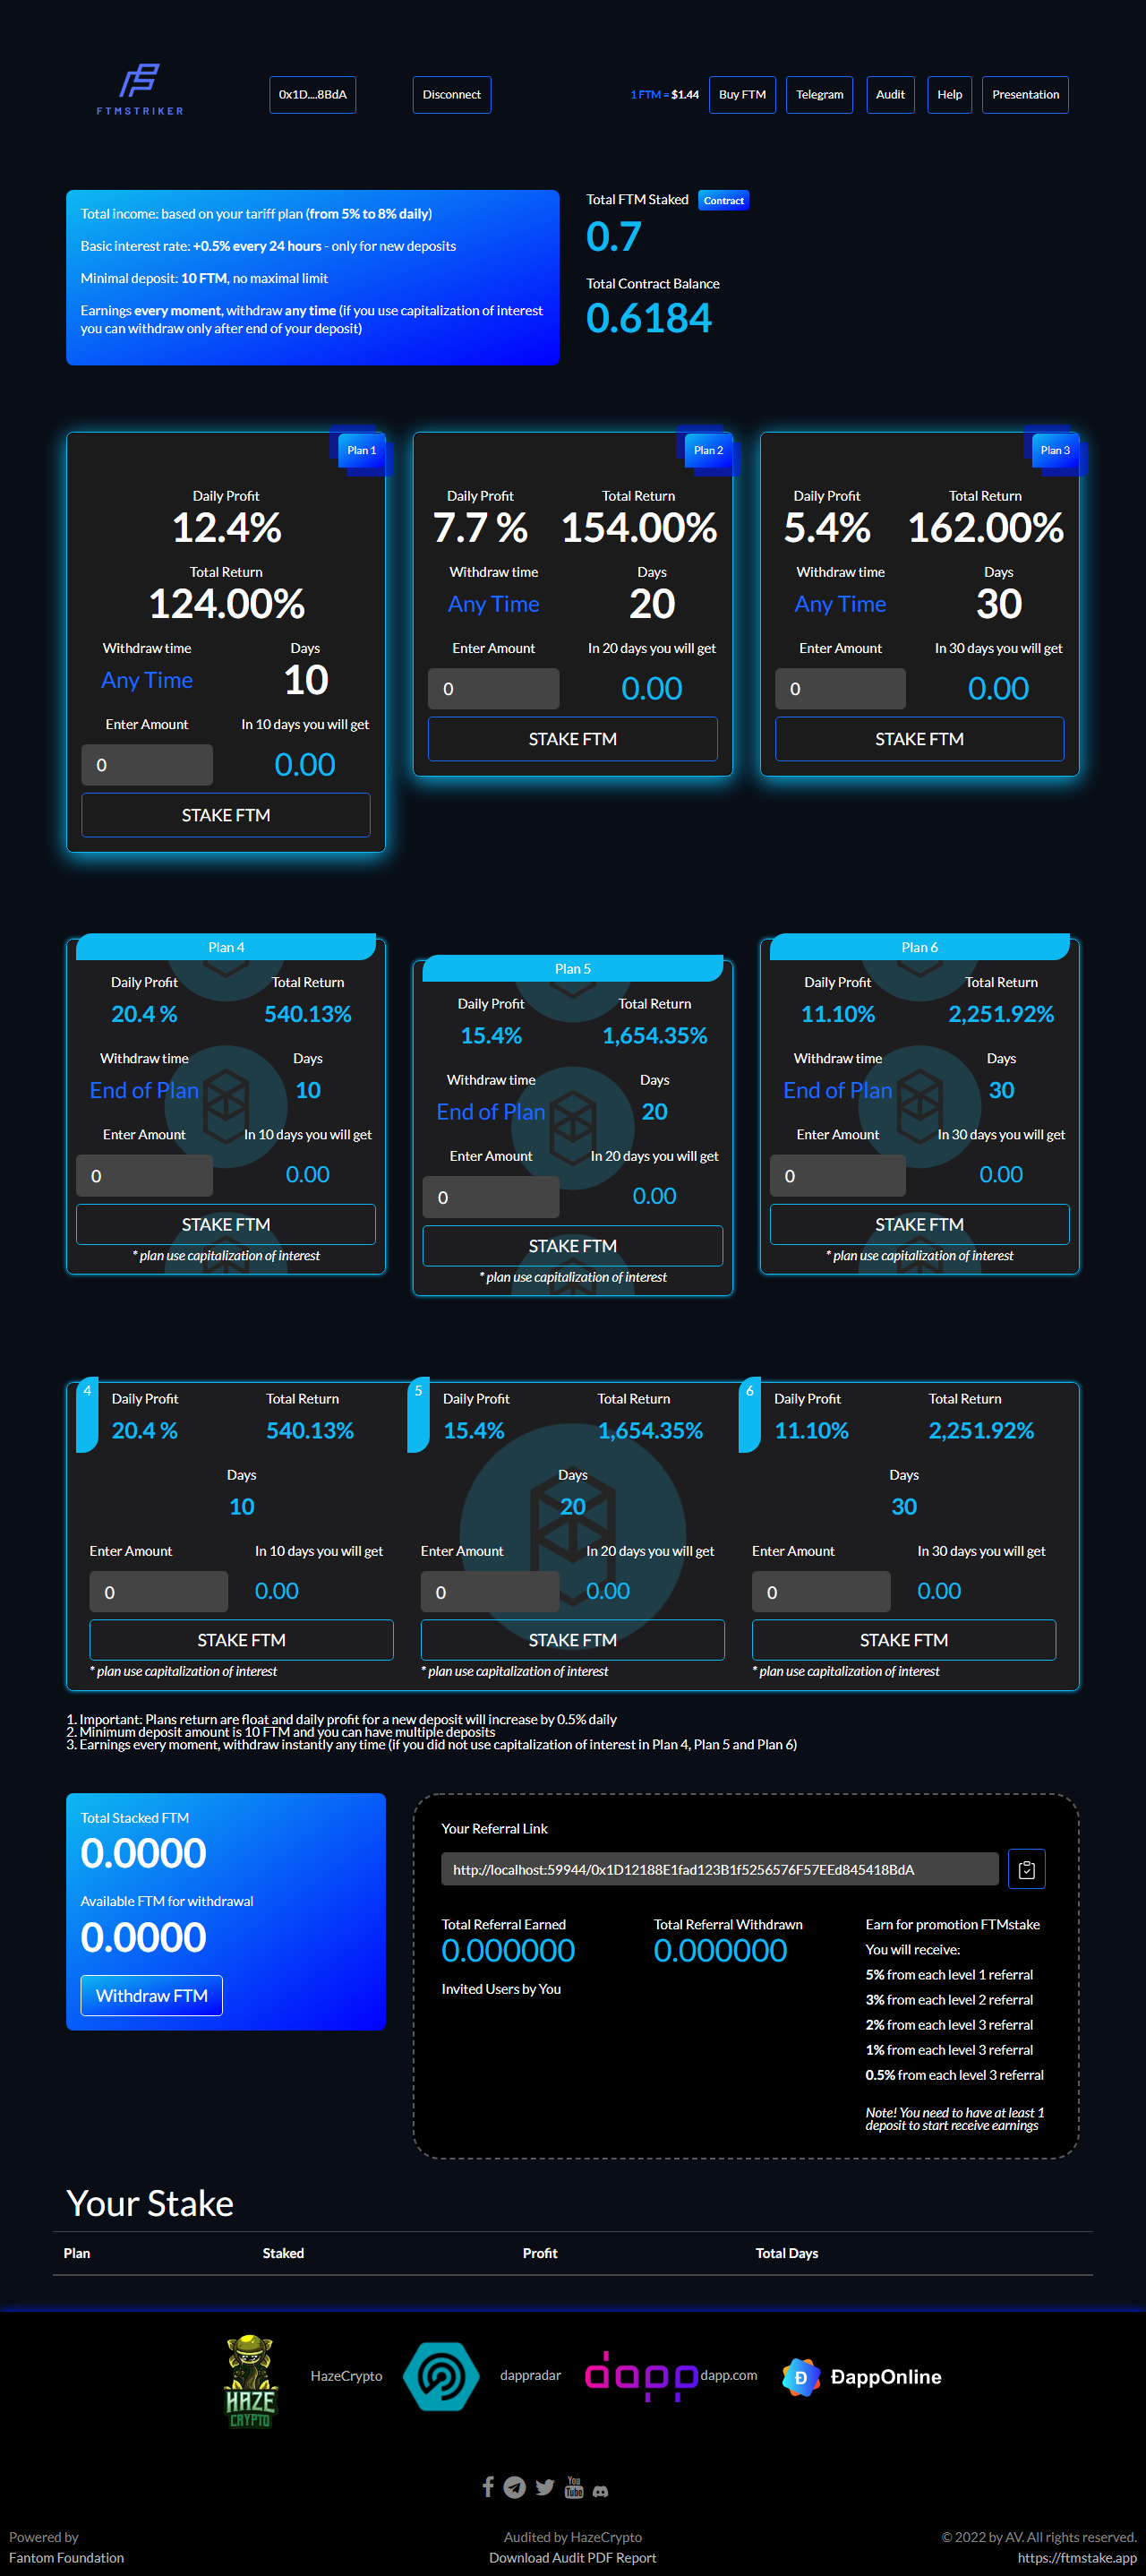 FTMSTRIKER
0x1D....8BdA
Disconnect
1 FTM = $1.44
Buy FTM
Telegram
Audit
Help
Presentation
Total income: based on your tariff plan (from 5% to 8% daily)
Basic interest rate: +0.5% every 24 hours - only for new deposits
Minimal deposit: 10 FTM, no maximal limit
Earnings every moment, withdraw any time (if you use capitalization of interest
you can withdraw only after end of your deposit)
Total FTM Staked
Contract
0.7
Total Contract Balance
0.6184
Plan 1
Daily Profit
12.4%
Total Return
124.00%
Withdraw time
Days
Any Time
10
Enter Amount
In 10 days you will get
0
0.00
STAKE FTM
Plan 2
Daily Profit
Total Return
7.7 %
154.00%
Withdraw time
Days
Any Time
20
Enter Amount
In 20 days you will get
0
0.00
STAKE FTM
Plan 3
Daily Profit
Total Return
5.4%
162.00%
Withdraw time
Days
Any Time
30
Enter Amount
In 30 days you will get
0
0.00
STAKE FTM
Plan 4
Daily Profit
Total Return
20.4 %
540.13%
Withdraw time
Days
End of Plan
10
Enter Amount
In 10 days you will get
0
0.00
STAKE FTM
* plan use capitalization of interest
Plan 5
Daily Profit
Total Return
15.4%
1,654.35%
Withdraw time
Days
End of Plan
20
Enter Amount
In 20 days you will get
0
0.00
STAKE FTM
* plan use capitalization of interest
Plan 6
Daily Profit
Total Return
11.10%
2,251.92%
Withdraw time
Days
End of Plan
30
Enter Amount
In 30 days you will get
0
0.00
STAKE FTM
* plan use capitalization of interest
4
Daily Profit
Total Return
20.4 %
540.13%
Days
10
Enter Amount
In 10 days you will get
0
0.00
STAKE FTM
* plan use capitalization of interest
5
Daily Profit
Total Return
15.4%
1,654.35%
Days
20
Enter Amount
In 20 days you will get
0
0.00
STAKE FTM
* plan use capitalization of interest
6
Daily Profit
Total Return
11.10%
2,251.92%
Days
30
Enter Amount
In 30 days you will get
0
0.00
STAKE FTM
* plan use capitalization of interest
1. Important: Plans return are float and daily profit for a new deposit will increase by 0.5% daily
2. Minimum deposit amount is 10 FTM and you can have multiple deposits
3. Earnings every moment, withdraw instantly any time (if you did not use capitalization of interest in Plan 4, Plan 5 and Plan 6)
Total Stacked FTM
0.0000
Available FTM for withdrawal
0.0000
Withdraw FTM
Your Referral Link
http://localhost:59944/0x1D12188E1fad123B1f5256576F57EEd845418BdA
Total Referral Earned
0.000000
Total Referral Withdrawn
0.000000
Invited Users by You
Earn for promotion FTMstake
You will receive:
5% from each level 1 referral
3% from each level 2 referral
2% from each level 3 referral
1% from each level 3 referral
0.5% from each level 3 referral
Note! You need to have at least 1
deposit to start receive earnings
Your Stake
Plan
Staked
Profit
Total Days
HAZE
CRYPTO
HazeCrypto
dappradar
dapp
dapp.com
Đ
ĐappOnline
You
Tube
Powered by
Fantom Foundation
Audited by HazeCrypto
Download Audit PDF Report
© 2022 by AV. All rights reserved.
https://ftmstake.app